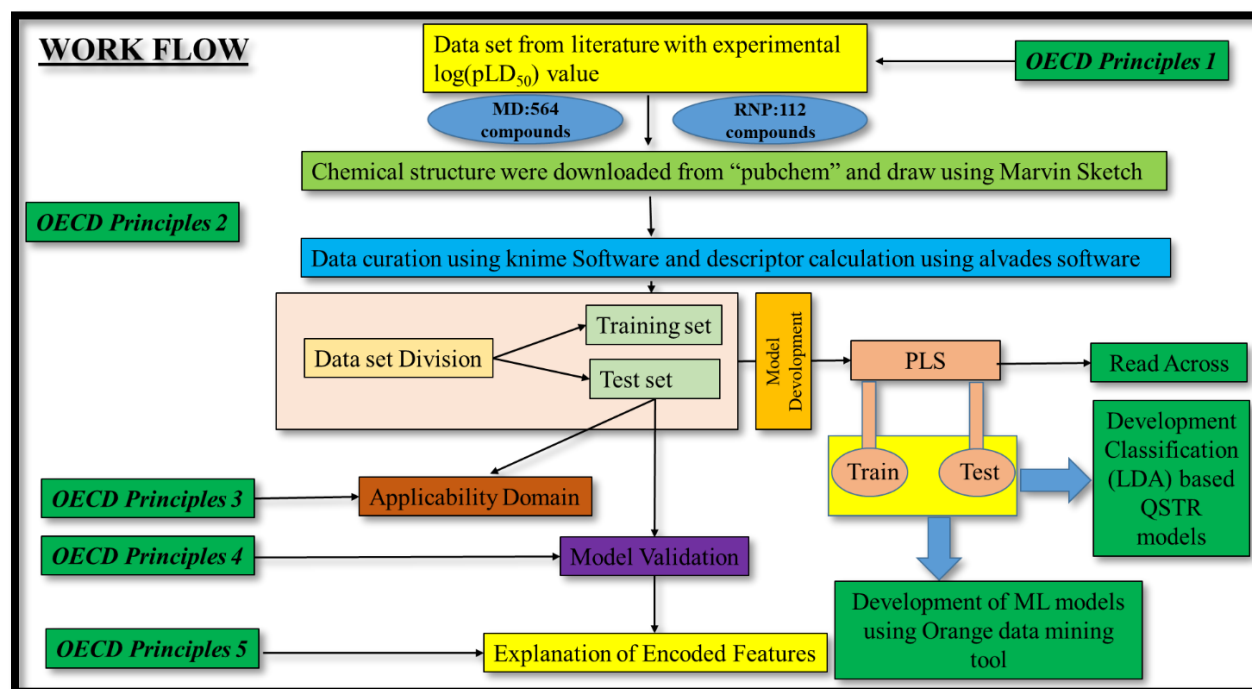 WORK FLOW
Data set from literature with experimental
log(pLD50) value
OECD Principles 1
MD:564
compounds
RNP:112
compounds
Chemical structure were downloaded from “pubchem” and draw using Marvin Sketch
OECD Principles 2
Data curation using knime Software and descriptor calculation using alvades software
Data set Division
Training set
Test set
Model
Devolopment
PLS
Read Across
Train
Test
Development
Classification
(LDA) based
QSTR
models
OECD Principles 3
Applicability Domain
OECD Principles 4
Model Validation
Development of ML models
using Orange data mining
tool
OECD Principles 5
Explanation of Encoded Features